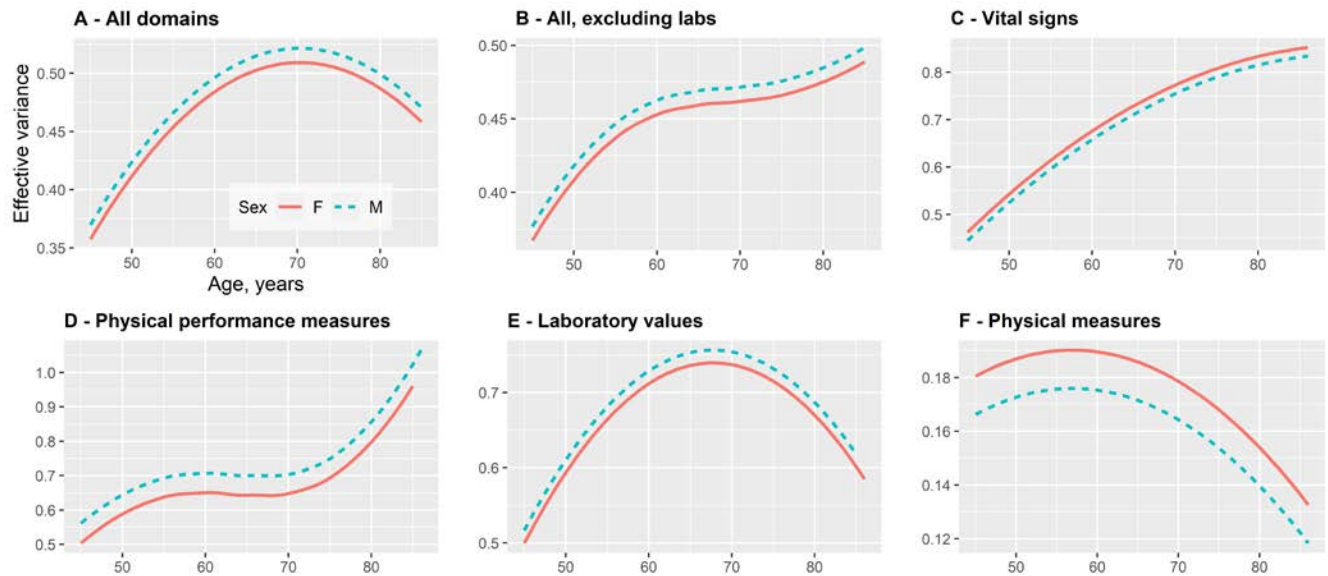 A - All domains
B - All, excluding labs
C - Vital signs
Effective variance
0.50
0.45
0.40
0.35
Sex F M
50 60 70 80
Age, years
0.50
0.45
0.40
50 60 70 80
0.8
0.7
0.6
0.5
50 60 70 80
D - Physical performance measures
E - Laboratory values
F - Physical measures
1.0
0.9
0.8
0.7
0.6
0.5
50 60 70 80
0.7
0.6
0.5
50 60 70 80
0.18
0.16
0.14
0.12
50 60 70 80